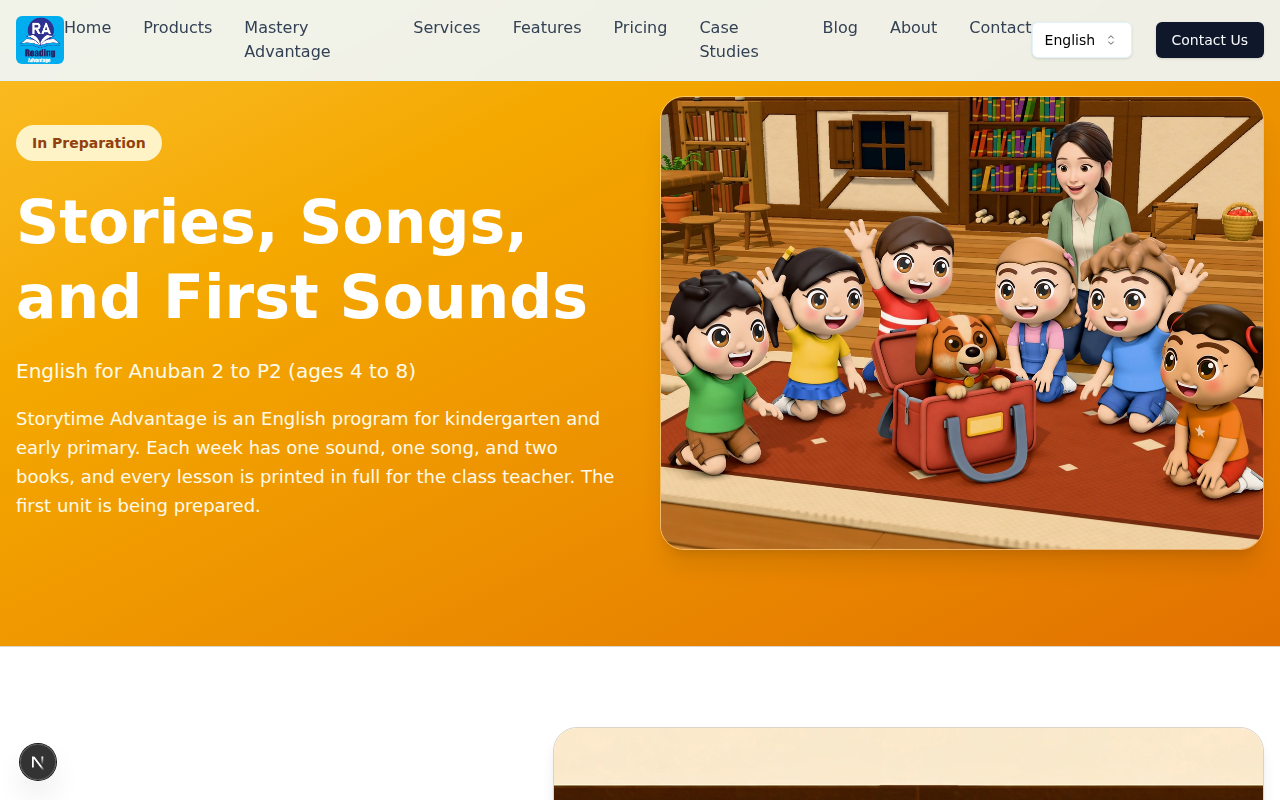 RA
Reading
Advantage
Home
Products
Mastery
Advantage
Services
Features
Pricing
Case
Studies
Blog
About
Contact
English
Contact Us
In Preparation
Stories, Songs,
and First Sounds
English for Anuban 2 to P2 (ages 4 to 8)
Storytime Advantage is an English program for kindergarten and
early primary. Each week has one sound, one song, and two
books, and every lesson is printed in full for the class teacher. The
first unit is being prepared.
N